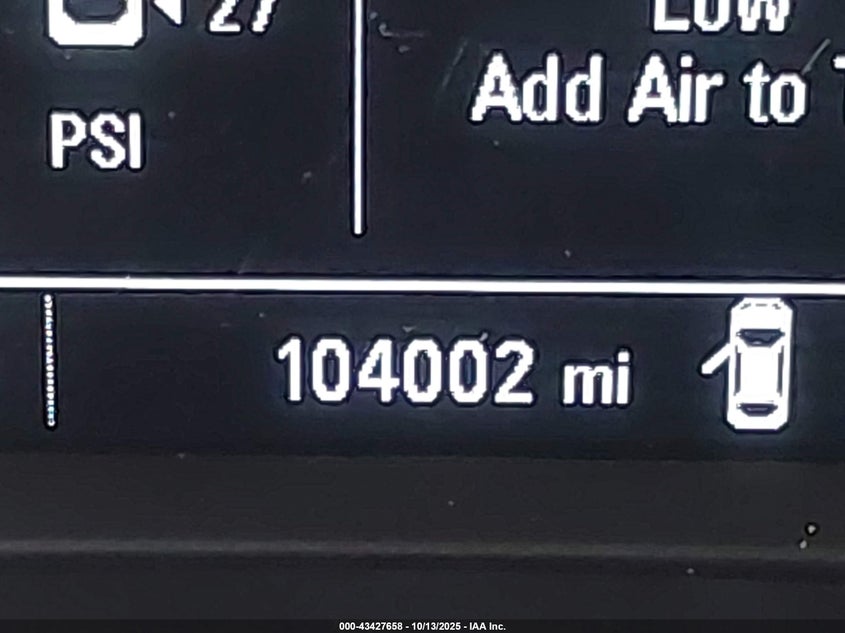 27
Low
Add Air to
PSI
104002 mi
000-43427658 - 10/13/2025 - IAA Inc.